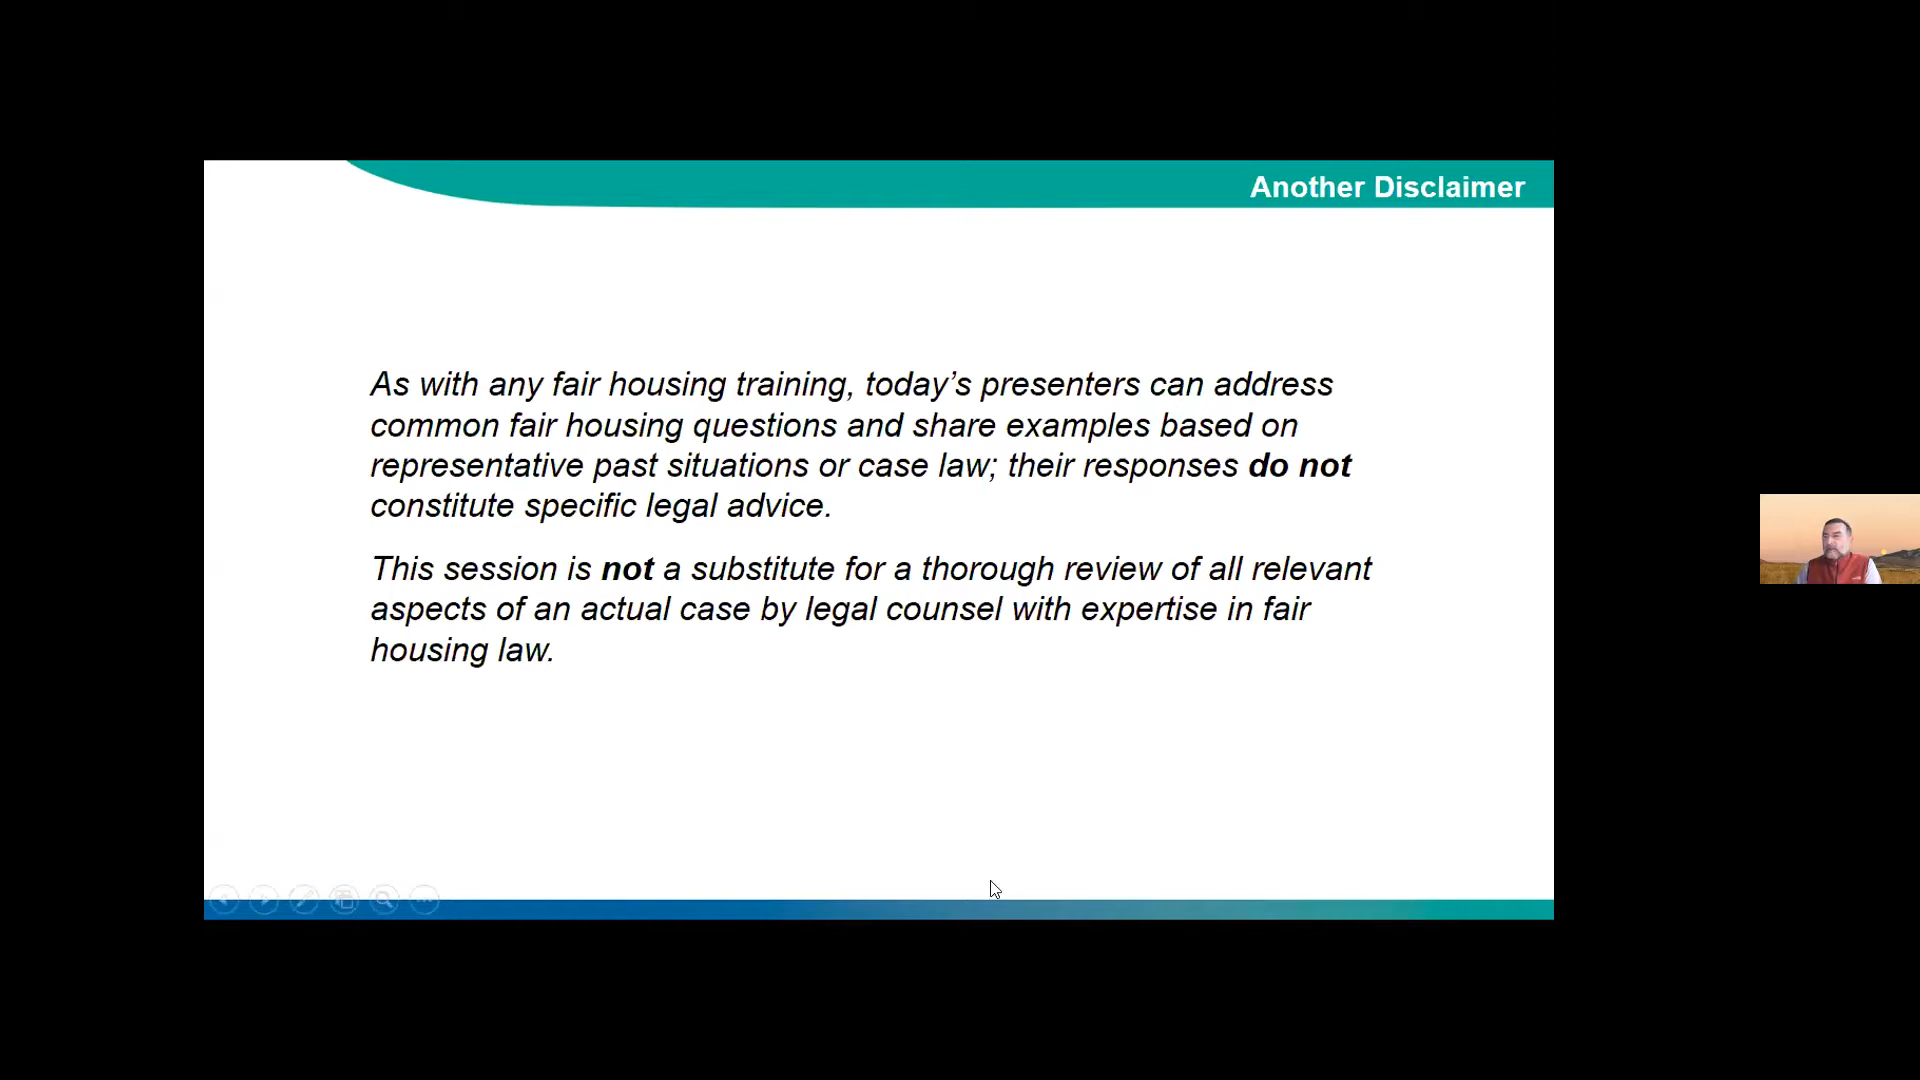 Another Disclaimer
As with any fair housing training, today’s presenters can address
common fair housing questions and share examples based on
representative past situations or case law; their responses do not
constitute specific legal advice.
This session is not a substitute for a thorough review of all relevant
aspects of an actual case by legal counsel with expertise in fair
housing law.